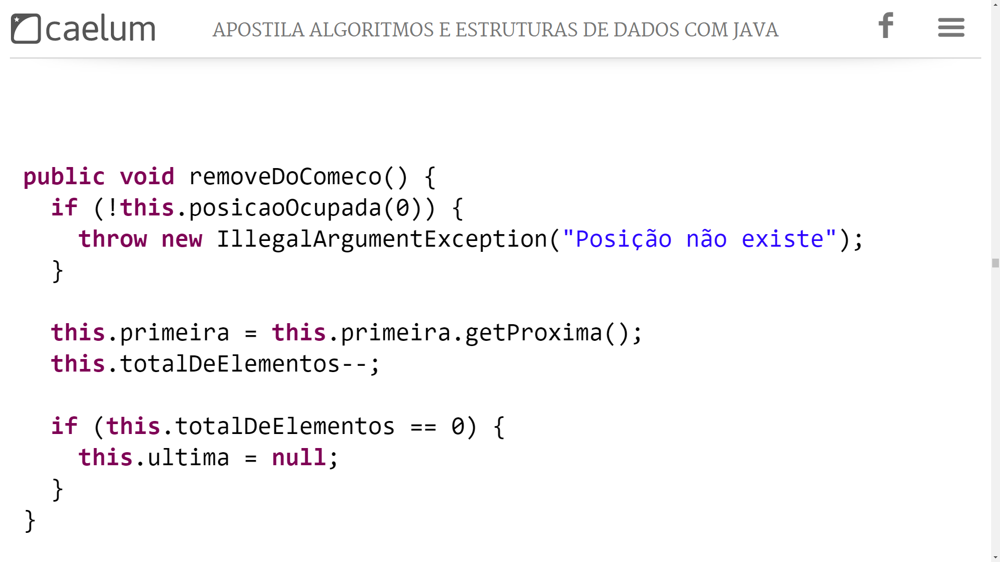 caelum
APOSTILA ALGORITMOS E ESTRUTURAS DE DADOS COM JAVA
f
public void removeDoComeco() {
  if (!this.posicaoOcupada(0)) {
    throw new IllegalArgumentException("Posição não existe");
  }

  this.primeira = this.primeira.getProxima();
  this.totalDeElementos--;

  if (this.totalDeElementos == 0) {
    this.ultima = null;
  }
}